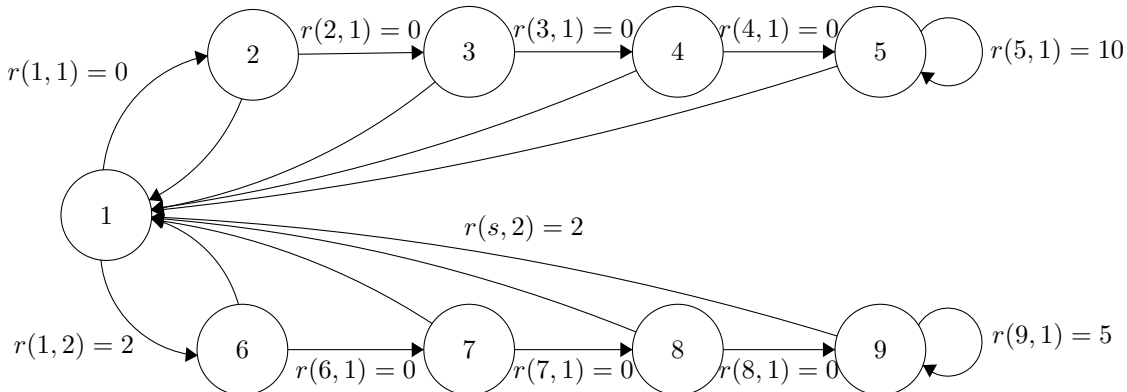 r(2,1) = 0
r(3,1) = 0
r(4,1) = 0
2
3
4
5
r(5,1) = 10
r(1,1) = 0
1
r(s,2) = 2
r(1,2) = 2
6
7
8
9
r(9,1) = 5
r(6,1) = 0
r(7,1) = 0
r(8,1) = 0